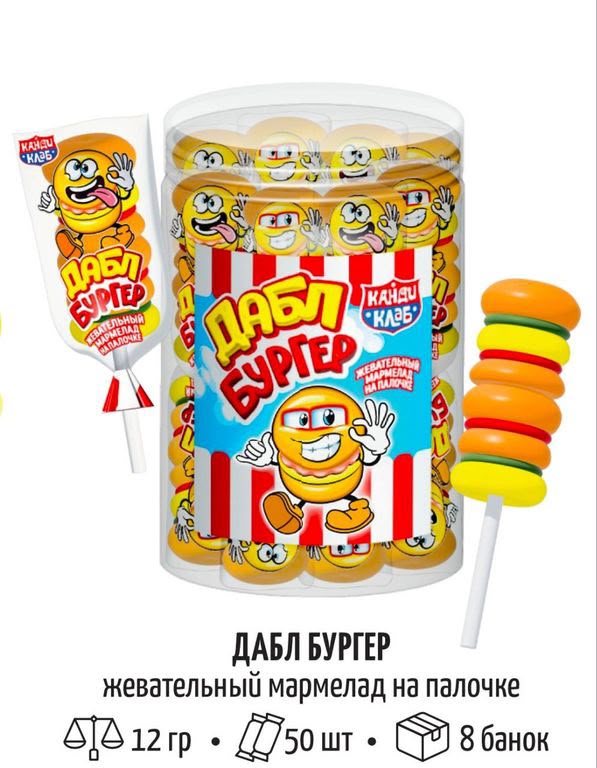 КАНДИ
КЛАБ
ДАБЛ
БУРГЕР
ЖЕВАТЕЛЬНЫЙ
МАРМЕЛАД
НА ПАЛОЧКЕ
КАНДИ
КЛАБ
ДАБЛ
БУРГЕР
ЖЕВАТЕЛЬНЫЙ
МАРМЕЛАД
НА ПАЛОЧКЕ
ДАБЛ БУРГЕР
жевательный мармелад на палочке
12 гр • 50 шт • 8 банок